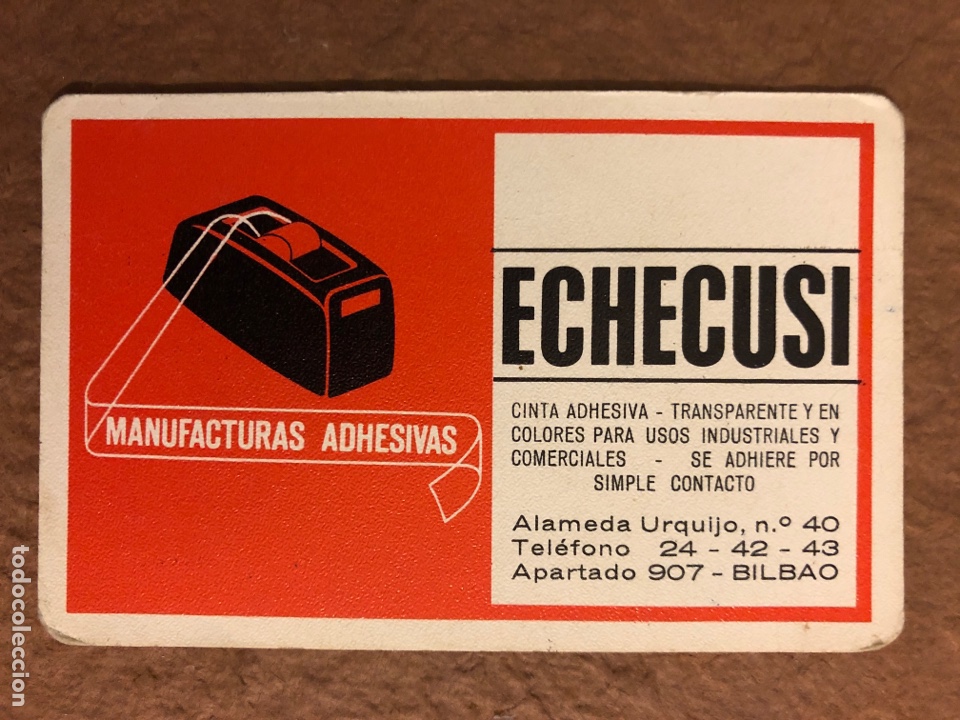 MANUFACTURAS ADHESIVAS
ECHECUSI
CINTA ADHESIVA - TRANSPARENTE Y EN
COLORES PARA USOS INDUSTRIALES Y
COMERCIALES - SE ADHIERE POR
SIMPLE CONTACTO
Alameda Urquijo, n.º 40
Teléfono 24 - 42 - 43
Apartado 907 - BILBAO
todocoleccion